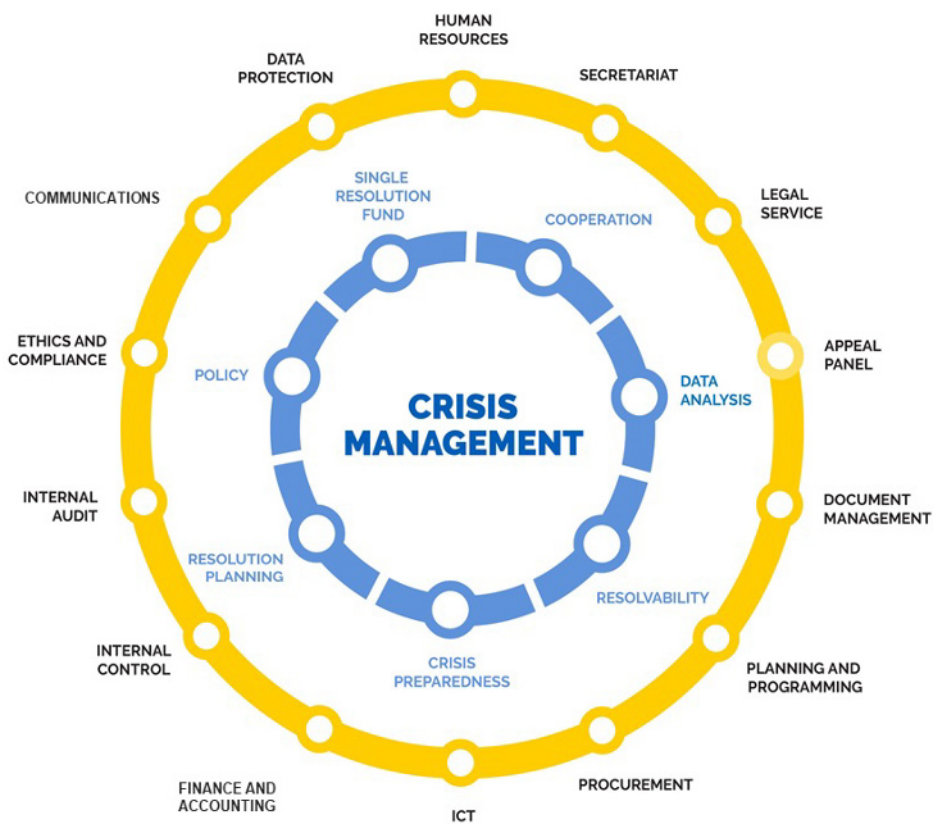 HUMAN
RESOURCES
SECRETARIAT
LEGAL
SERVICE
APPEAL
PANEL
DOCUMENT
MANAGEMENT
PLANNING AND
PROGRAMMING
PROCUREMENT
ICT
FINANCE AND
ACCOUNTING
INTERNAL
CONTROL
INTERNAL
AUDIT
ETHICS AND
COMPLIANCE
COMMUNICATIONS
DATA
PROTECTION
SINGLE
RESOLUTION
FUND
COOPERATION
DATA
ANALYSIS
RESOLVABILITY
CRISIS
PREPAREDNESS
RESOLUTION
PLANNING
POLICY
CRISIS
MANAGEMENT